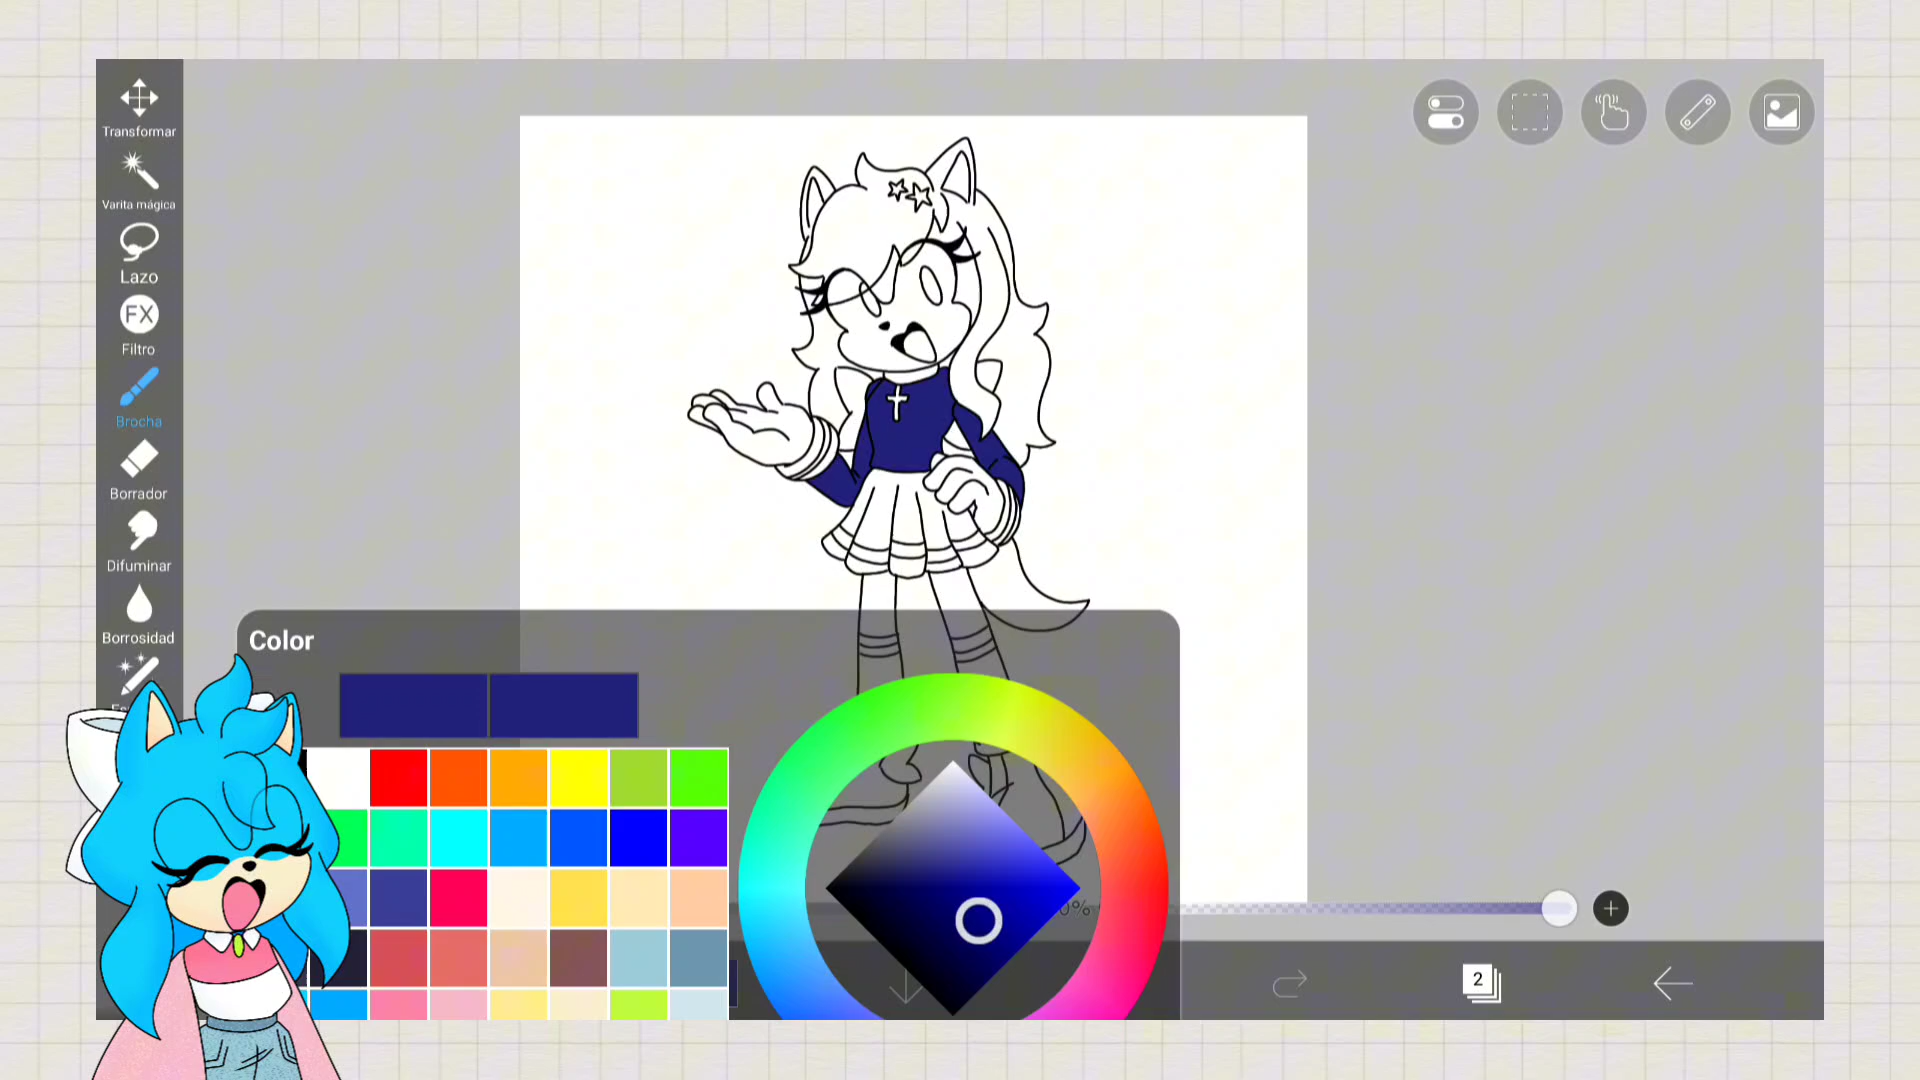 Transformar
Varita mágica
Lazo
FX
Filtro
Brocha
Borrador
Difuminar
Borrosidad
Color
2